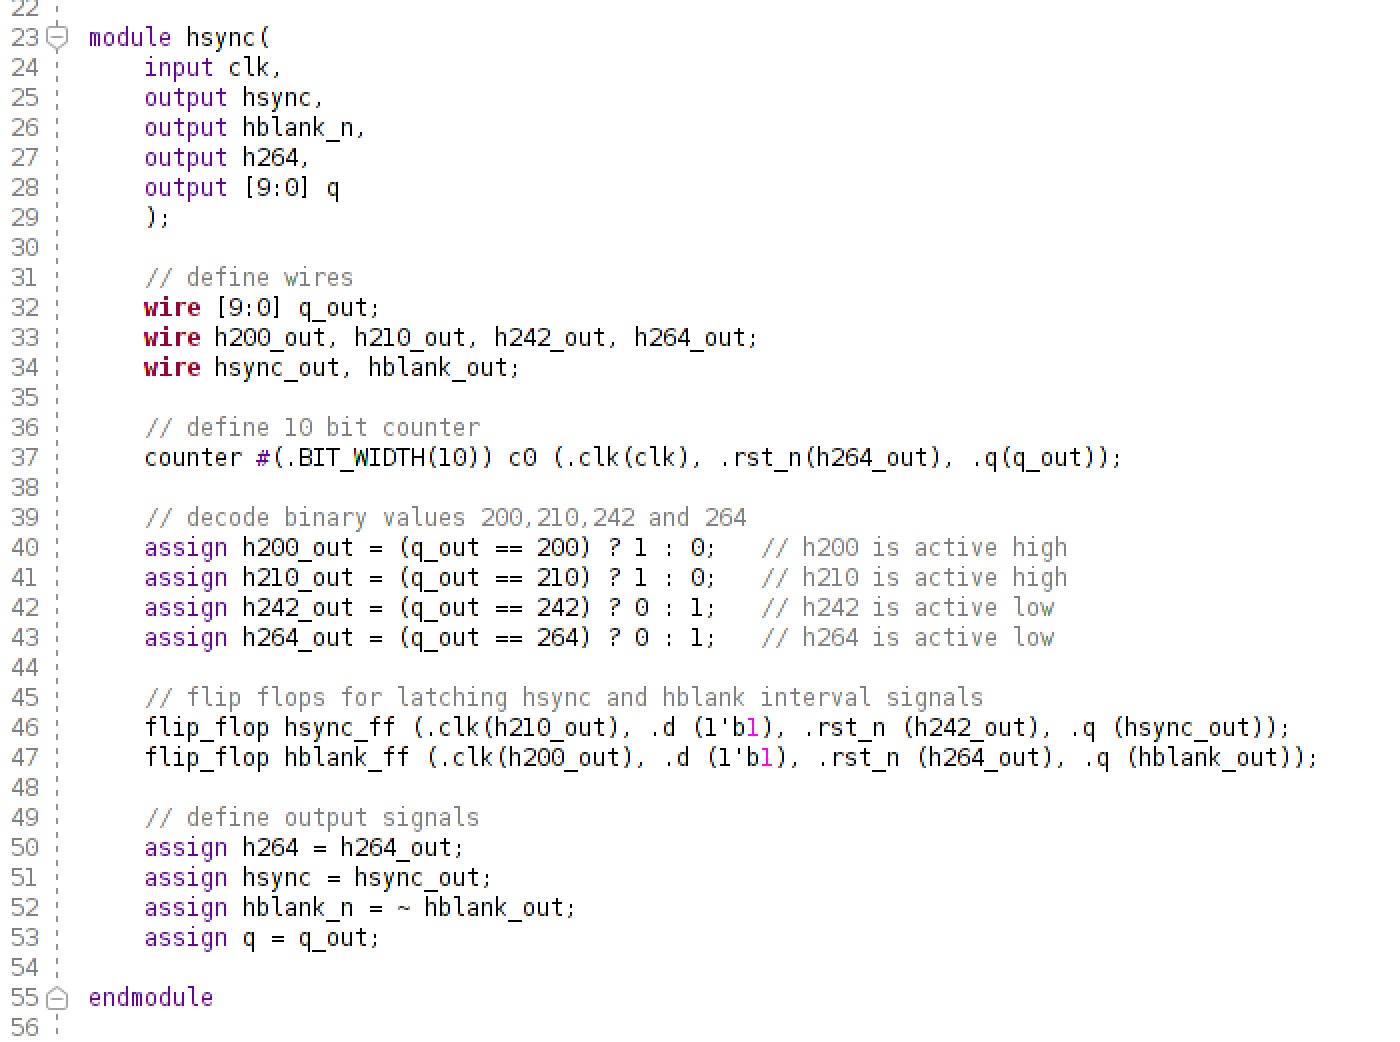 22
23 module hsync(
24 input clk,
25 output hsync,
26 output hblank_n,
27 output h264,
28 output [9:0] q
29 );
30
31 // define wires
32 wire [9:0] q_out;
33 wire h200_out, h210_out, h242_out, h264_out;
34 wire hsync_out, hblank_out;
35
36 // define 10 bit counter
37 counter #(.BIT_WIDTH(10)) c0 (.clk(clk), .rst_n(h264_out), .q(q_out));
38
39 // decode binary values 200,210,242 and 264
40 assign h200_out = (q_out == 200) ? 1 : 0; // h200 is active high
41 assign h210_out = (q_out == 210) ? 1 : 0; // h210 is active high
42 assign h242_out = (q_out == 242) ? 0 : 1; // h242 is active low
43 assign h264_out = (q_out == 264) ? 0 : 1; // h264 is active low
44
45 // flip flops for latching hsync and hblank interval signals
46 flip_flop hsync_ff (.clk(h210_out), .d (1'b1), .rst_n (h242_out), .q (hsync_out));
47 flip_flop hblank_ff (.clk(h200_out), .d (1'b1), .rst_n (h264_out), .q (hblank_out));
48
49 // define output signals
50 assign h264 = h264_out;
51 assign hsync = hsync_out;
52 assign hblank_n = ~ hblank_out;
53 assign q = q_out;
54
55 endmodule
56